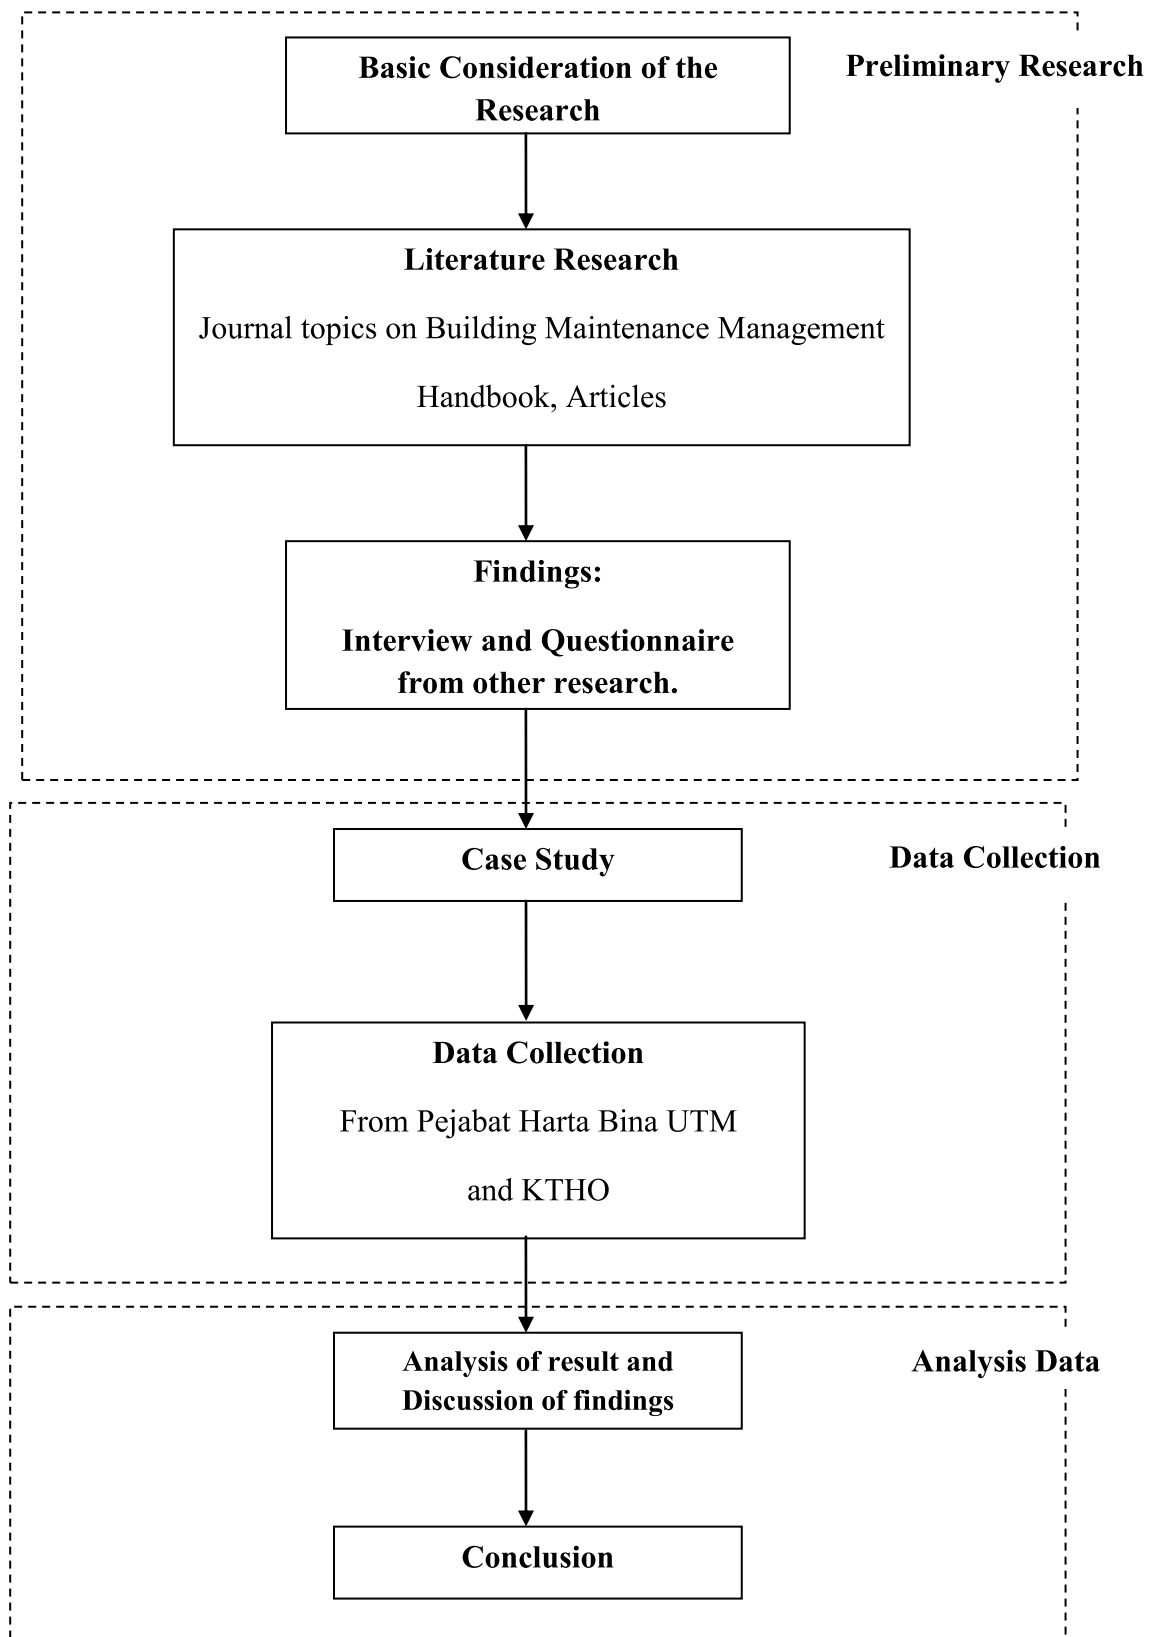 Basic Consideration of the
Research
Preliminary Research
Literature Research
Journal topics on Building Maintenance Management
Handbook, Articles
Findings:
Interview and Questionnaire
from other research.
Case Study
Data Collection
Data Collection
From Pejabat Harta Bina UTM
and KTHO
Analysis of result and
Discussion of findings
Analysis Data
Conclusion